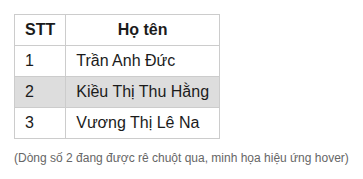 STT Họ tên
1 Trần Anh Đức
2 Kiều Thị Thu Hằng
3 Vương Thị Lê Na
(Dòng số 2 đang được rê chuột qua, minh họa hiệu ứng hover)